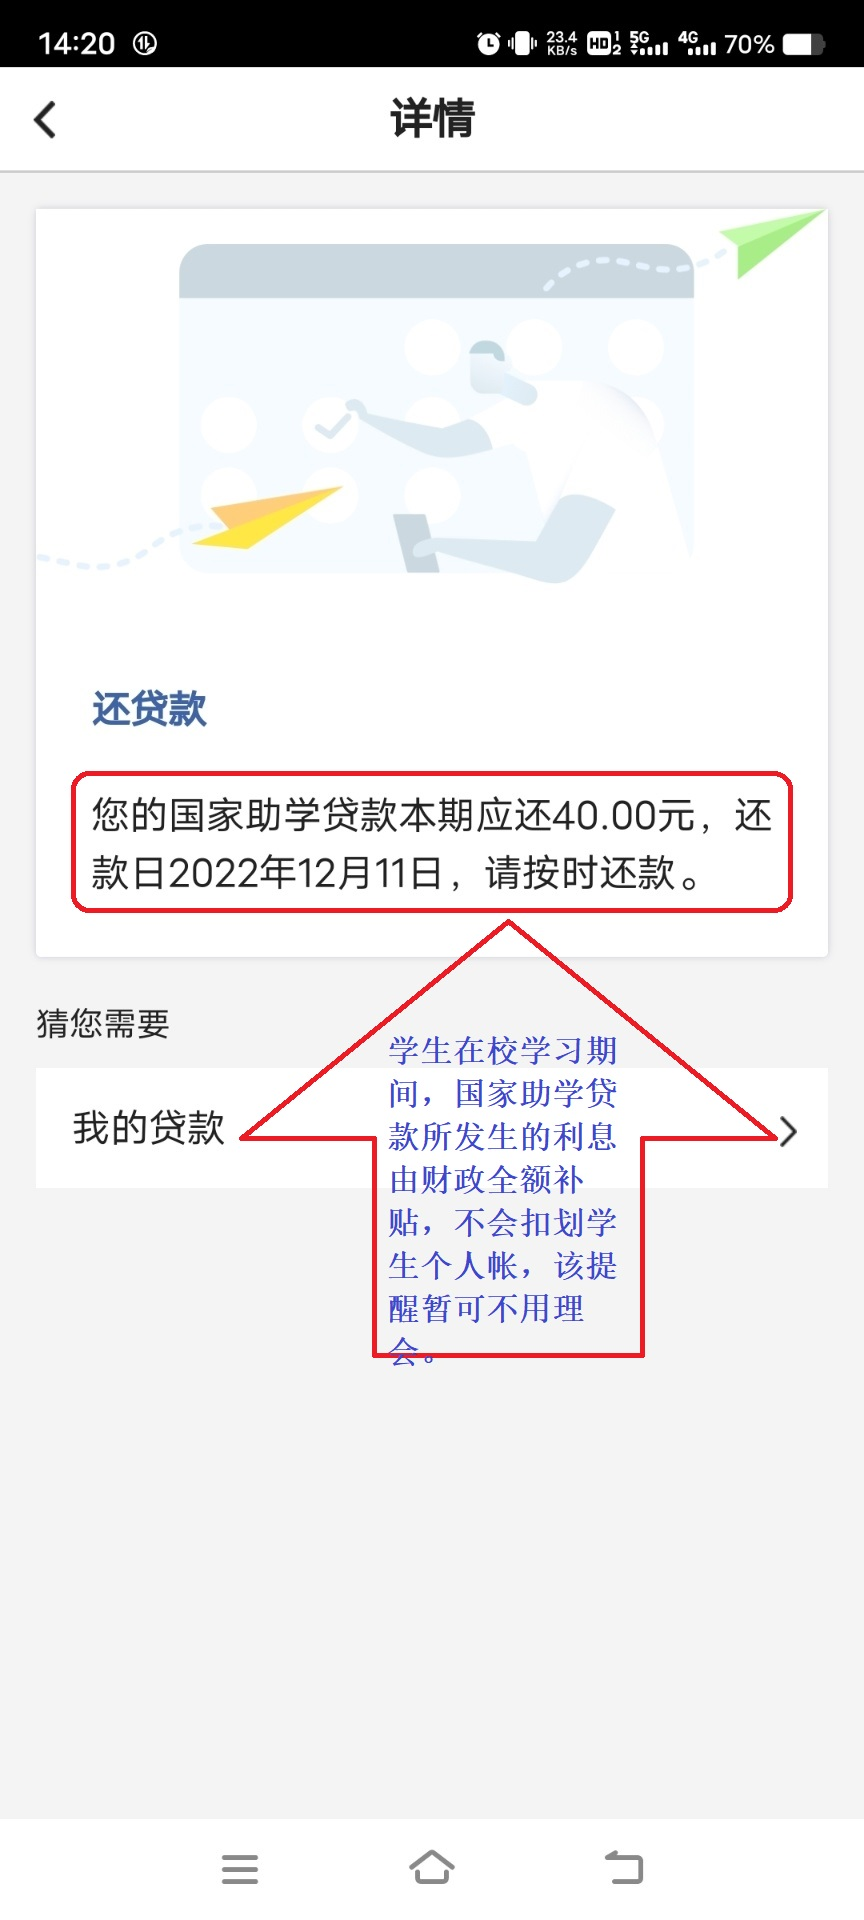 14:20
23.4 KB/s HD 1 2 5G 4G 70%
详情
还贷款
您的国家助学贷款本期应还40.00元，还
款日2022年12月11日，请按时还款。
猜您需要
我的贷款
学生在校学习期
间，国家助学贷
款所发生的利息
由财政全额补
贴，不会扣划学
生个人帐，该提
醒暂可不用理
会。